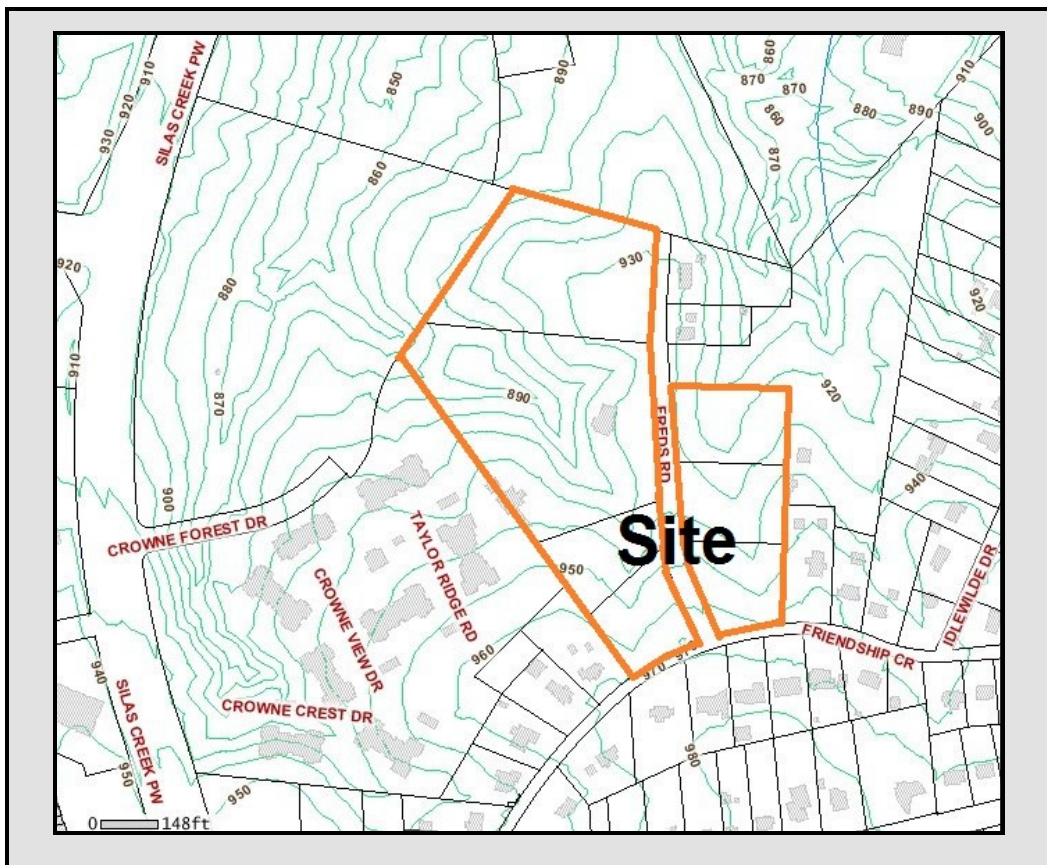 SILAS CREEK PW
910
920
930
850
890
860
860
870
870
860
880
890
910
900
870
920
880
930
920
910
870
890
920
FREDS RD
940
900
CROWNE FOREST DR
Site
TAYLOR RIDGE RD
950
CROWNE VIEW DR
IDLEWILDE DR
960
FRIENDSHIP CR
970
940
SILAS CREEK PW
CROWNE CREST DR
980
950
950
0 148ft